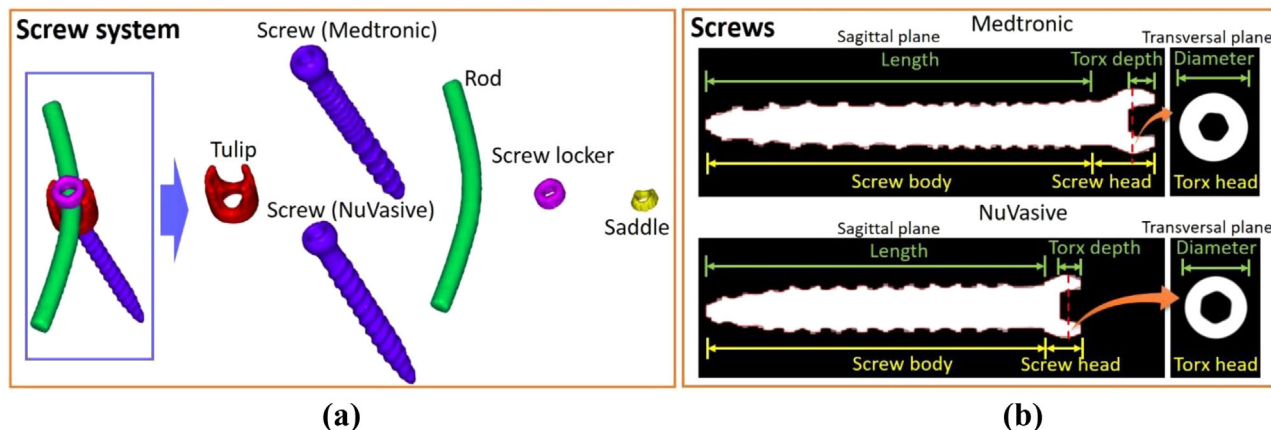 Screw system
Screw (Medtronic)
Rod
Tulip
Screw locker
Screw (NuVasive)
Saddle
(a)
Screws
Medtronic
Sagittal plane
Transversal plane
Length
Torx depth
Diameter
Screw body
Screw head
Torx head
NuVasive
Sagittal plane
Transversal plane
Length
Torx depth
Diameter
Screw body
Screw head
Torx head
(b)